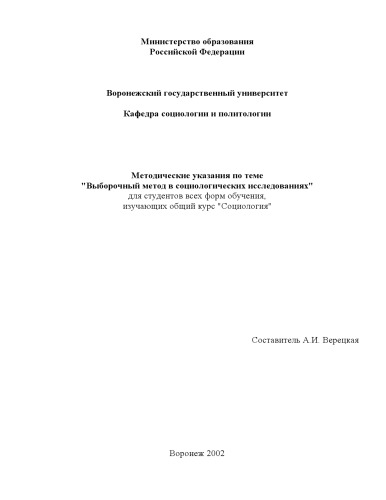 Министерство образования
Российской Федерации
Воронежский государственный университет
Кафедра социологии и политологии
Методические указания по теме
"Выборочный метод в социологических исследованиях"
для студентов всех форм обучения,
изучающих общий курс "Социология"
Составитель А.И. Верецкая
Воронеж 2002